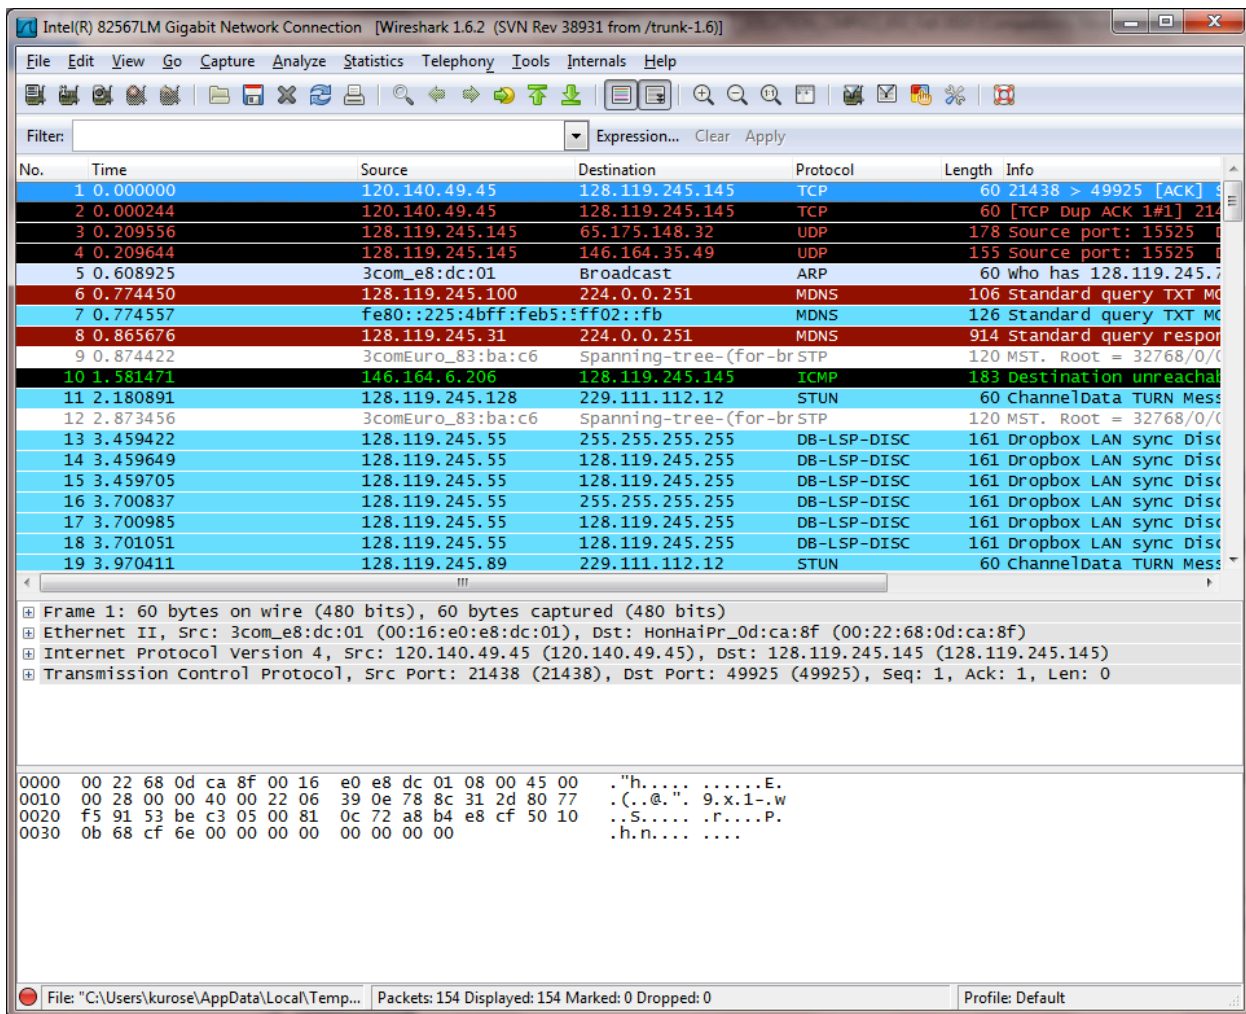 Intel(R) 82567LM Gigabit Network Connection [Wireshark 1.6.2 (SVN Rev 38931 from /trunk-1.6)]
File Edit View Go Capture Analyze Statistics Telephony Tools Internals Help
Filter: Expression... Clear Apply
No. Time Source Destination Protocol Length Info
1 0.000000 120.140.49.45 128.119.245.145 TCP 60 21438 > 49925 [ACK] S
2 0.000244 120.140.49.45 128.119.245.145 TCP 60 [TCP Dup ACK 1#1] 214
3 0.209556 128.119.245.145 65.175.148.32 UDP 178 Source port: 15525 D
4 0.209644 128.119.245.145 146.164.35.49 UDP 155 Source port: 15525 D
5 0.608925 3com_e8:dc:01 Broadcast ARP 60 who has 128.119.245.7
6 0.774450 128.119.245.100 224.0.0.251 MDNS 106 Standard query TXT MC
7 0.774557 fe80::225:4bff:feb5:5 ff02::fb MDNS 126 Standard query TXT MC
8 0.865676 128.119.245.31 224.0.0.251 MDNS 914 Standard query respon
9 0.874422 3comEuro_83:ba:c6 Spanning-tree-(for-br STP 120 MST. Root = 32768/0/0
10 1.581471 146.164.6.206 128.119.245.145 ICMP 183 Destination unreachab
11 2.180891 128.119.245.128 229.111.112.12 STUN 60 ChannelData TURN Mess
12 2.873456 3comEuro_83:ba:c6 Spanning-tree-(for-br STP 120 MST. Root = 32768/0/0
13 3.459422 128.119.245.55 255.255.255.255 DB-LSP-DISC 161 Dropbox LAN sync Disc
14 3.459649 128.119.245.55 128.119.245.255 DB-LSP-DISC 161 Dropbox LAN sync Disc
15 3.459705 128.119.245.55 128.119.245.255 DB-LSP-DISC 161 Dropbox LAN sync Disc
16 3.700837 128.119.245.55 255.255.255.255 DB-LSP-DISC 161 Dropbox LAN sync Disc
17 3.700985 128.119.245.55 128.119.245.255 DB-LSP-DISC 161 Dropbox LAN sync Disc
18 3.701051 128.119.245.55 128.119.245.255 DB-LSP-DISC 161 Dropbox LAN sync Disc
19 3.970411 128.119.245.89 229.111.112.12 STUN 60 ChannelData TURN Mess
Frame 1: 60 bytes on wire (480 bits), 60 bytes captured (480 bits)
Ethernet II, Src: 3com_e8:dc:01 (00:16:e0:e8:dc:01), Dst: HonHaiPr_0d:ca:8f (00:22:68:0d:ca:8f)
Internet Protocol Version 4, Src: 120.140.49.45 (120.140.49.45), Dst: 128.119.245.145 (128.119.245.145)
Transmission Control Protocol, Src Port: 21438 (21438), Dst Port: 49925 (49925), Seq: 1, Ack: 1, Len: 0
0000 00 22 68 0d ca 8f 00 16 e0 e8 dc 01 08 00 45 00 ."h..... ......E.
0010 00 28 00 00 40 00 22 06 39 0e 78 8c 31 2d 80 77 .(..@.". 9.x.1-.w
0020 f5 91 53 be c3 05 00 81 0c 72 a8 b4 e8 cf 50 10 ..S..... .r....P.
0030 0b 68 cf 6e 00 00 00 00 00 00 00 00 .h.n.... ....
File: "C:\Users\kurose\AppData\Local\Temp... Packets: 154 Displayed: 154 Marked: 0 Dropped: 0 Profile: Default